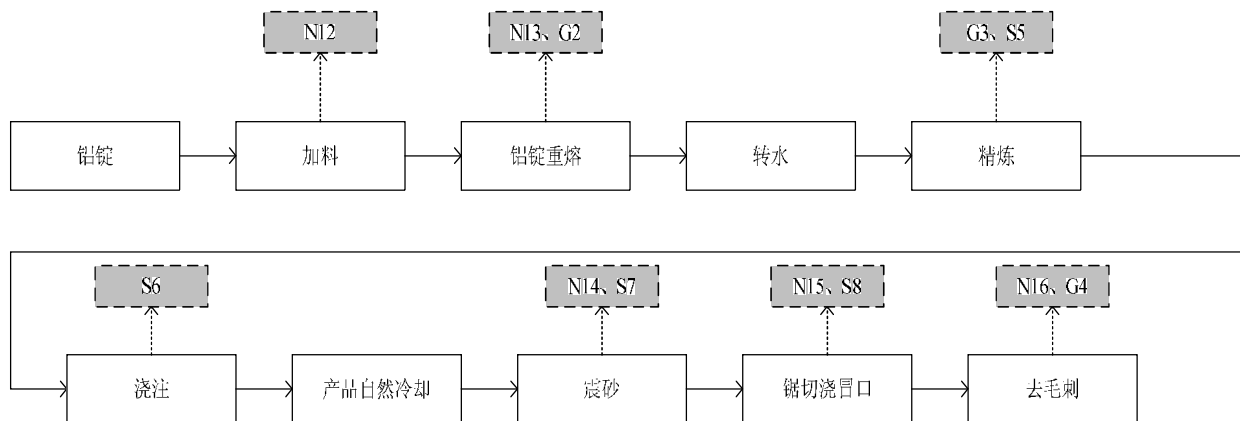 N12
N13、G2
G3、S5
铝锭
加料
铝锭重熔
转水
精炼
S6
N14、S7
N15、S8
N16、G4
浇注
产品自然冷却
震砂
锯切浇冒口
去毛刺